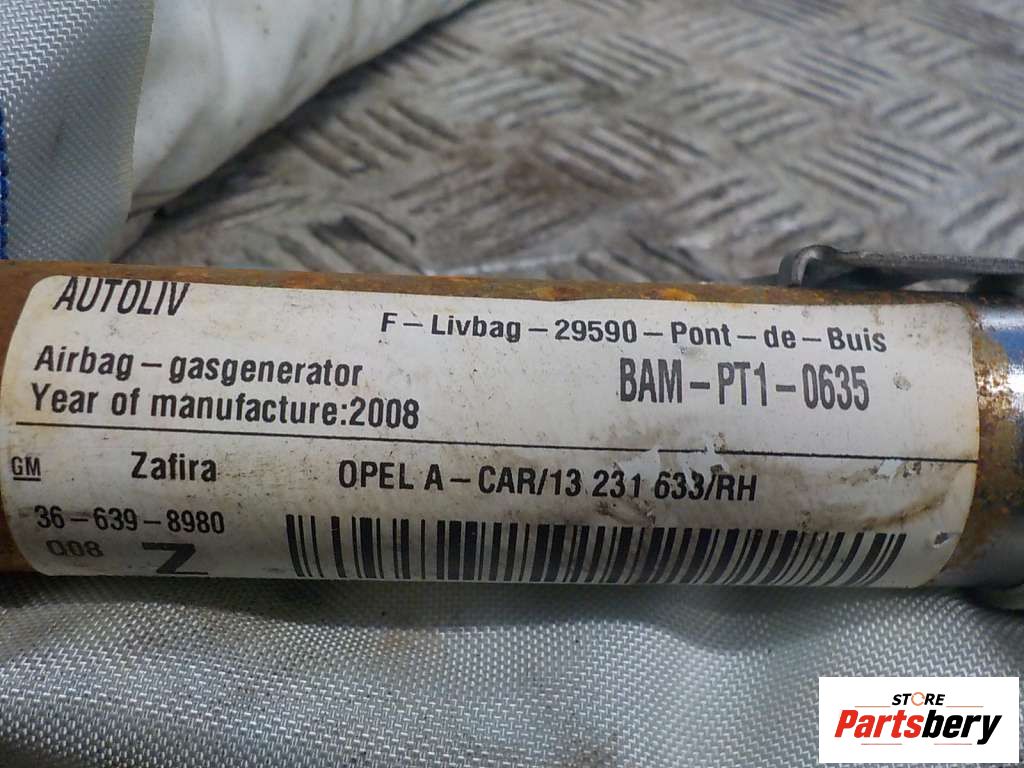 AUTOLIV
F-Livbag-29590-Pont-de-Buis
Airbag-gasgenerator
BAM-PT1-0635
Year of manufacture:2008
GM Zafira OPEL A-CAR/13 231 633/RH
36-639-8980
008 Z
STORE
Partsbery